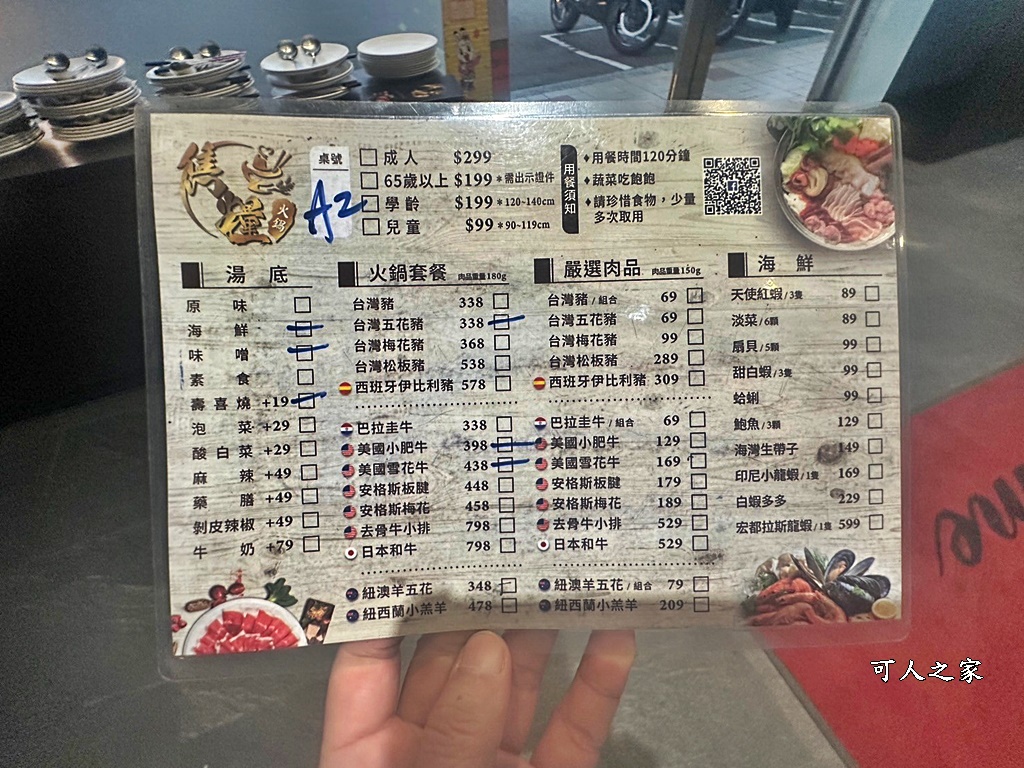 火鍋
桌號
A2
成人 $299
65歲以上 $199 *需出示證件
學齡 $199 *120~140cm
兒童 $99 *90~119cm
用餐須知
♦用餐時間120分鐘
♦蔬菜吃飽飽
♦請珍惜食物，少量
多次取用
湯底
原味
海鮮
味噌
素食
壽喜燒 +19
泡菜 +29
酸白菜 +29
麻辣 +49
藥膳 +49
剝皮辣椒 +49
牛奶 +79
火鍋套餐 肉品重量180g
台灣豬 338
台灣五花豬 338
台灣梅花豬 368
台灣松板豬 538
西班牙伊比利豬 578
巴拉圭牛 338
美國小肥牛 398
美國雪花牛 438
安格斯板腱 448
安格斯梅花 458
去骨牛小排 798
日本和牛 798
紐澳羊五花 348
紐西蘭小羔羊 478
嚴選肉品 肉品重量150g
台灣豬 / 組合 69
台灣五花豬 69
台灣梅花豬 99
台灣松板豬 289
西班牙伊比利豬 309
巴拉圭牛 / 組合 69
美國小肥牛 129
美國雪花牛 169
安格斯板腱 179
安格斯梅花 189
去骨牛小排 529
日本和牛 529
紐澳羊五花 / 組合 79
紐西蘭小羔羊 209
海鮮
天使紅蝦 / 3隻 89
淡菜 / 6顆 89
扇貝 / 5顆 99
甜白蝦 / 3隻 99
蛤蜊 99
鮑魚 / 3顆 129
海灣生帶子 149
印尼小龍蝦 / 1隻 169
白蝦多多 229
宏都拉斯龍蝦 / 1隻 599
可人之家